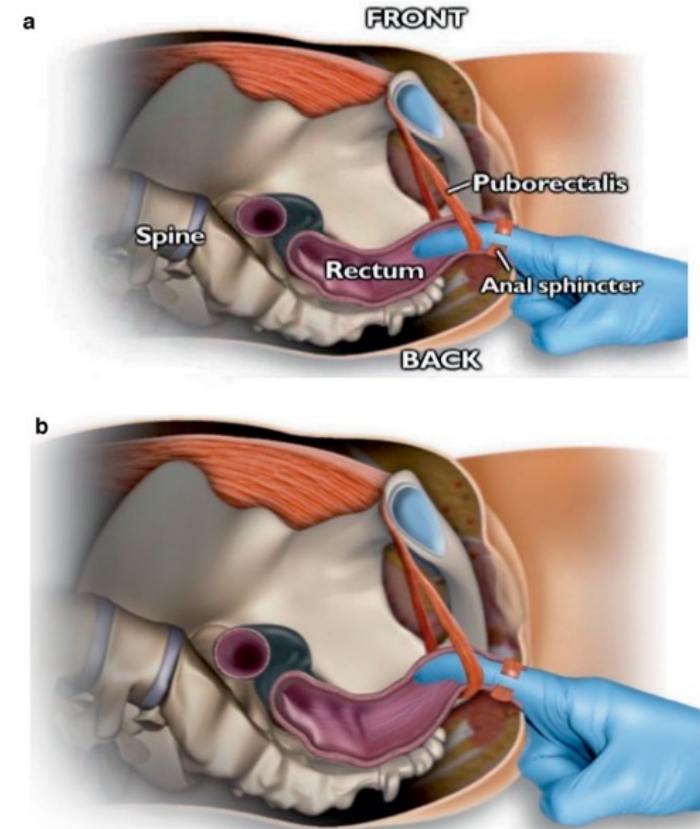 a
FRONT
Puborectalis
Spine
Rectum
Anal sphincter
BACK
b